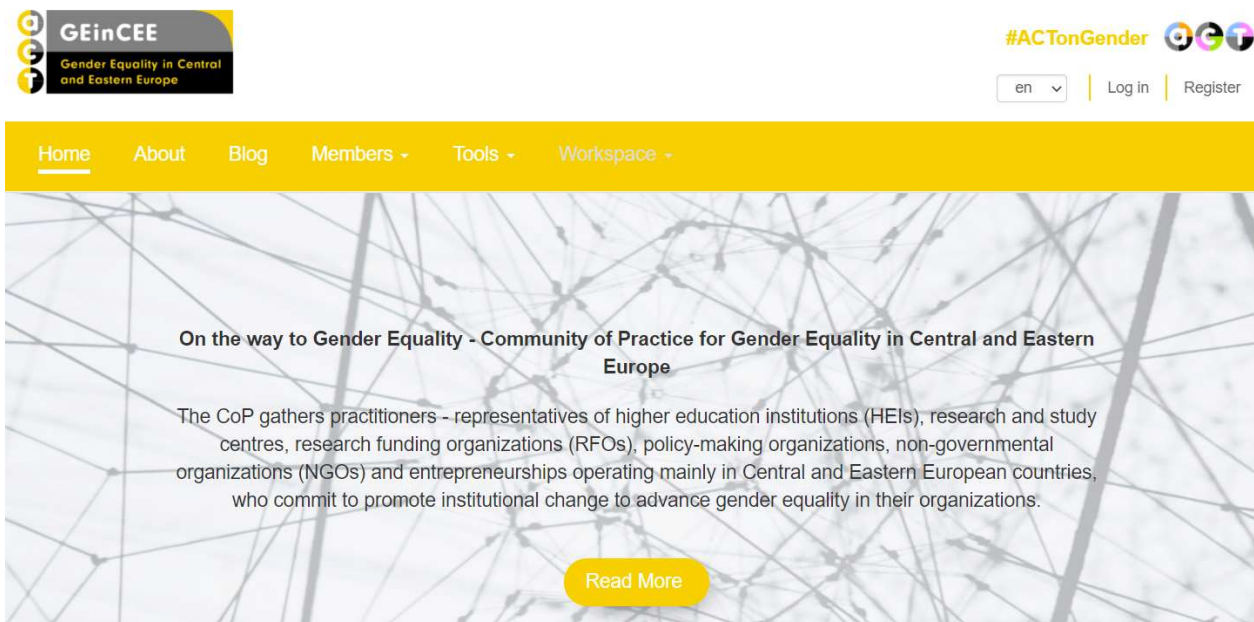 act
GEinCEE
Gender Equality in Central
and Eastern Europe
#ACTonGender act
en
Log in
Register
Home
About
Blog
Members
Tools
Workspace
On the way to Gender Equality - Community of Practice for Gender Equality in Central and Eastern
Europe
The CoP gathers practitioners - representatives of higher education institutions (HEIs), research and study
centres, research funding organizations (RFOs), policy-making organizations, non-governmental
organizations (NGOs) and entrepreneurships operating mainly in Central and Eastern European countries,
who commit to promote institutional change to advance gender equality in their organizations.
Read More